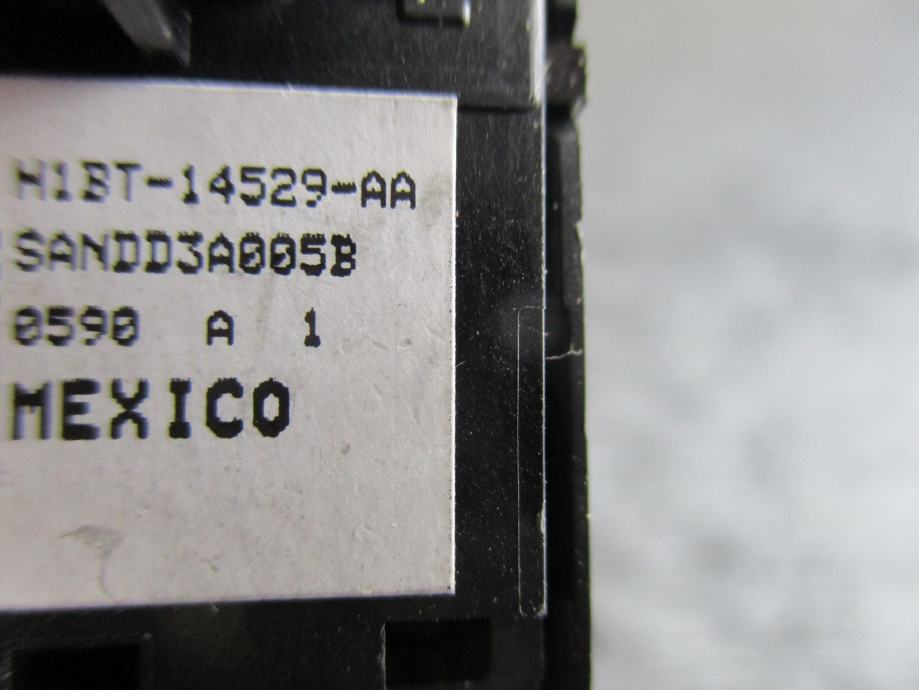 H1BT-14529-AA
SANDD3A005B
0590 A 1
MEXICO